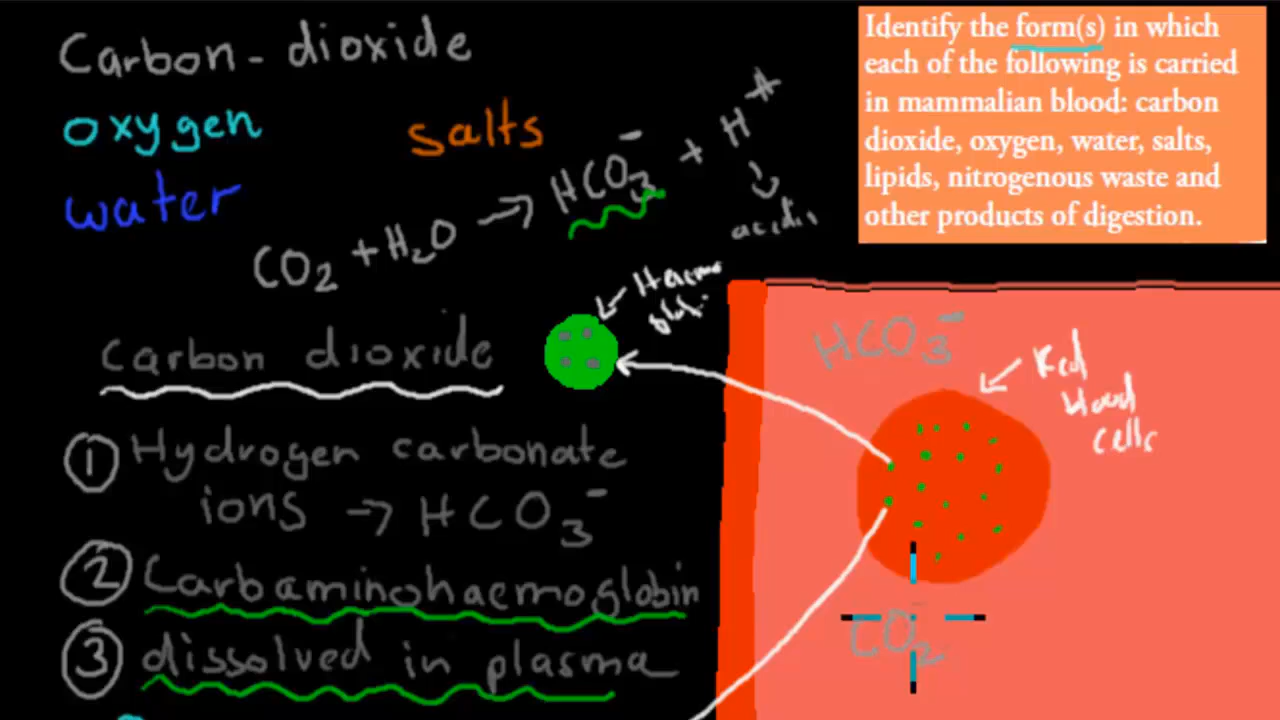 Carbon-dioxide
oxygen
salts
water
CO₂ + H₂O → HCO₃⁻ + H⁺
Identify the form(s) in which
each of the following is carried
in mammalian blood: carbon
dioxide, oxygen, water, salts,
lipids, nitrogenous waste and
other products of digestion.
Haemo
Carbon dioxide
① Hydrogen carbonate
ions → HCO₃⁻
② Carbaminohaemoglobin
③ dissolved in plasma
HCO₃⁻
Red
blood
cells
CO₂